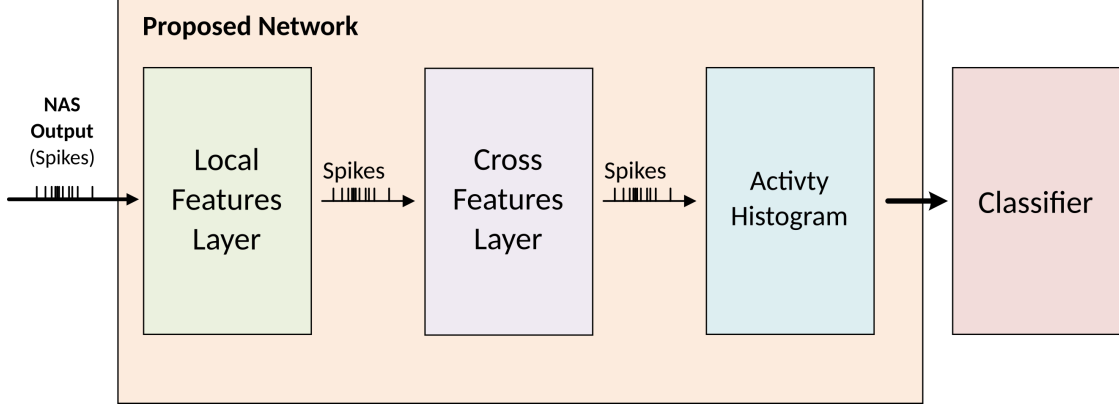 Proposed Network
NAS
Output
(Spikes)
Local
Features
Layer
Spikes
Cross
Features
Layer
Spikes
Activty
Histogram
Classifier